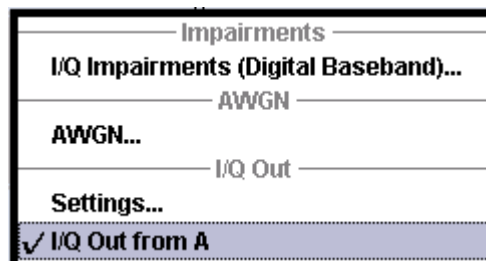 Impairments
I/Q Impairments (Digital Baseband)...
AWGN
AWGN...
I/Q Out
Settings...
I/Q Out from A